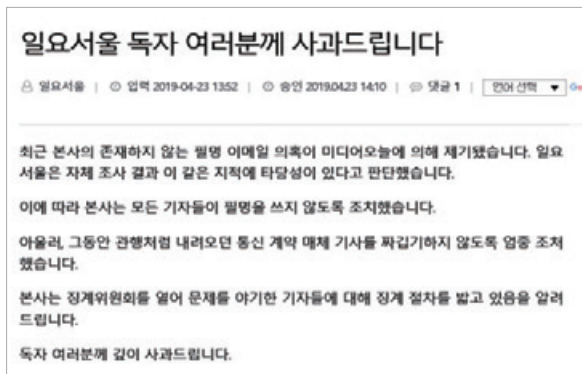 일요서울 독자 여러분께 사과드립니다
일요서울 | 입력 2019-04-23 13:52 | 승인 2019.04.23 14:10 | 댓글 1 | 언어 선택 ▼
최근 본사의 존재하지 않는 필명 이메일 의혹이 미디어오늘에 의해 제기됐습니다. 일요
서울은 자체 조사 결과 이 같은 지적에 타당성이 있다고 판단했습니다.
이에 따라 본사는 모든 기자들이 필명을 쓰지 않도록 조치했습니다.
아울러, 그동안 관행처럼 내려오던 통신 계약 매체 기사를 짜깁기하지 않도록 엄중 조처
했습니다.
본사는 징계위원회를 열어 문제를 야기한 기자들에 대해 징계 절차를 밟고 있음을 알려
드립니다.
독자 여러분께 깊이 사과드립니다.